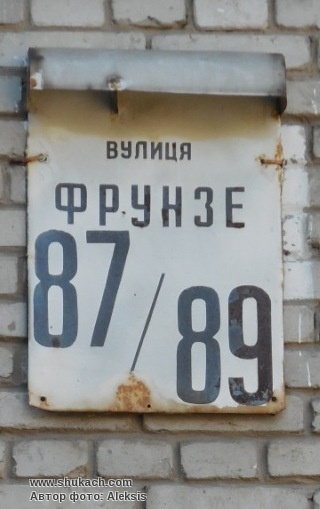 ВУЛИЦЯ
ФРУНЗЕ
87/89
www.shukach.com
Автор фото: Aleksis